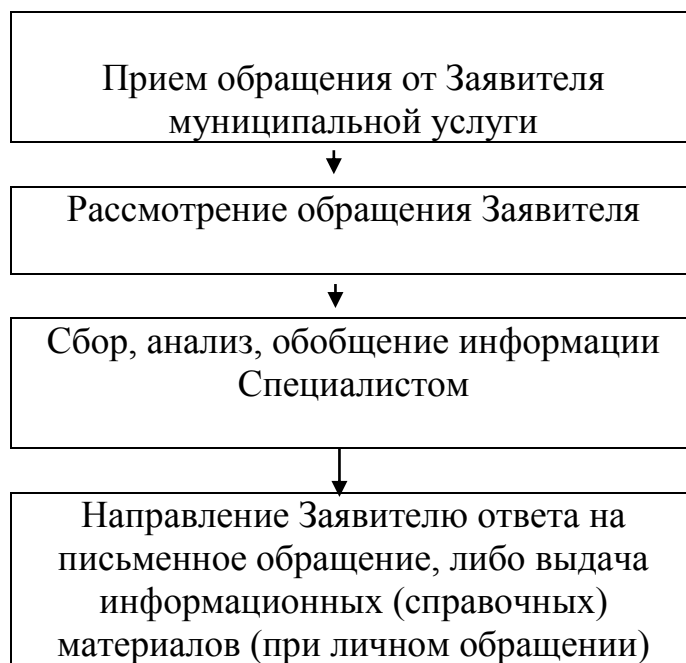 Прием обращения от Заявителя
муниципальной услуги
Рассмотрение обращения Заявителя
Сбор, анализ, обобщение информации
Специалистом
Направление Заявителю ответа на
письменное обращение, либо выдача
информационных (справочных)
материалов (при личном обращении)